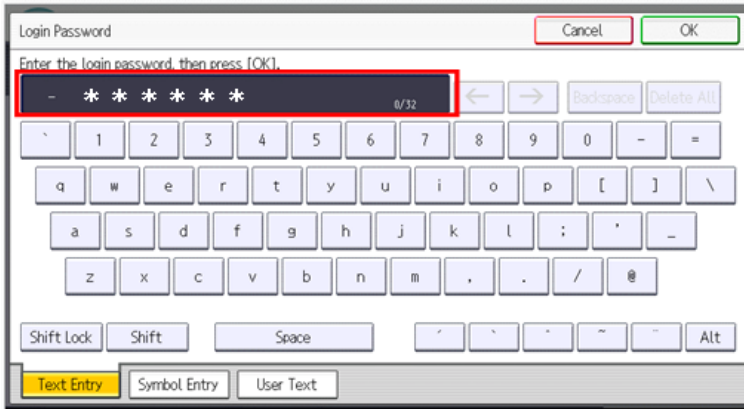 Login Password Cancel OK
Enter the login password, then press [OK].
- ****** 0/32 ← → Backspace Delete All
` 1 2 3 4 5 6 7 8 9 0 - =
q w e r t y u i o p [ ] \
a s d f g h j k l ; ' _
z x c v b n m , . / @
Shift Lock Shift Space ´ ` ^ ~ ¨ Alt
Text Entry Symbol Entry User Text